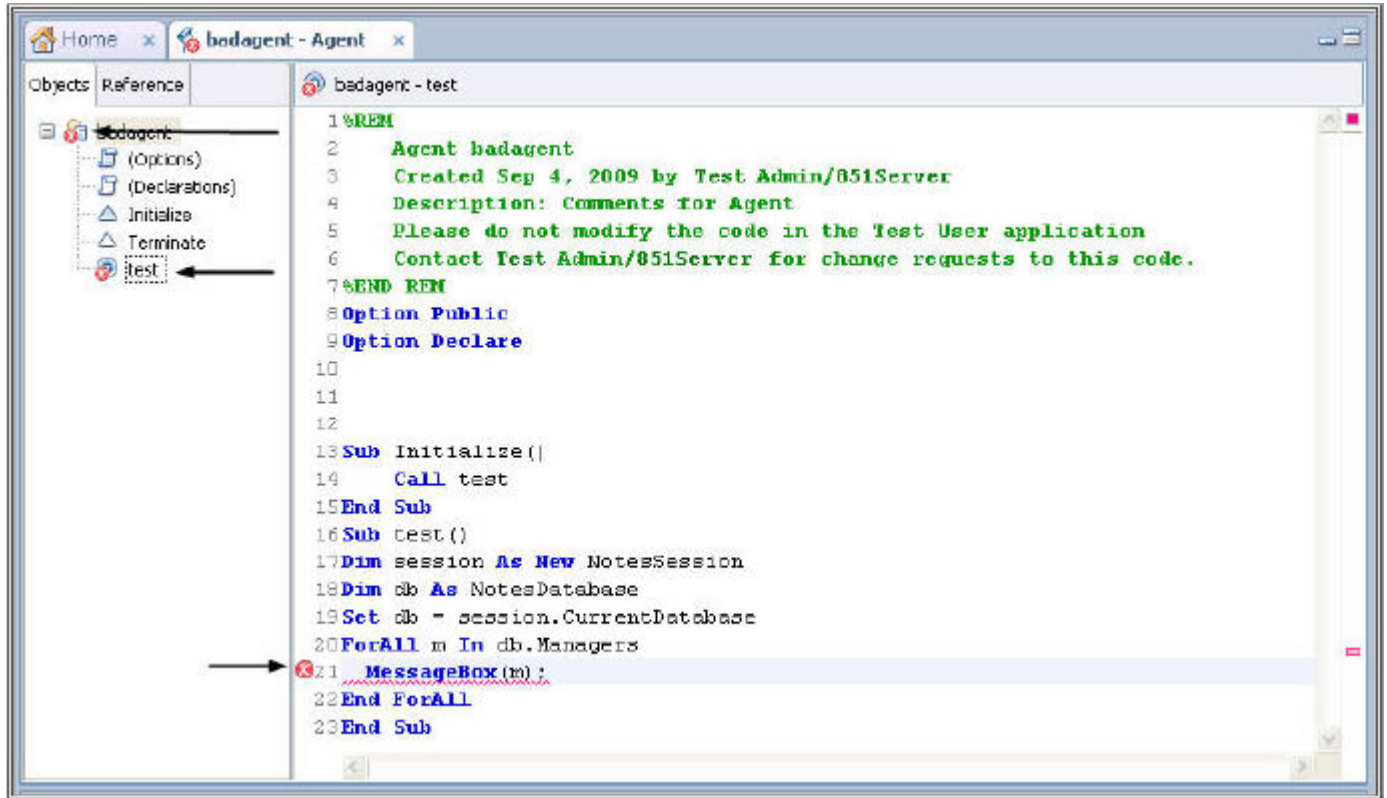 Home
badagent - Agent
Objects Reference
badagent - test
badagent
(Options)
(Declarations)
Initialize
Terminate
test
1 %REM
2 Agent badagent
3 Created Sep 4, 2009 by Test Admin/851Server
4 Description: Comments for Agent
5 Please do not modify the code in the Test User application
6 Contact Test Admin/851Server for change requests to this code.
7 %END REM
8 Option Public
9 Option Declare
10
11
12
13 Sub Initialize()
14 Call test
15 End Sub
16 Sub test()
17 Dim session As New NotesSession
18 Dim db As NotesDatabase
19 Set db = session.CurrentDatabase
20 ForAll m In db.Managers
21 MessageBox(m);
22 End ForAll
23 End Sub